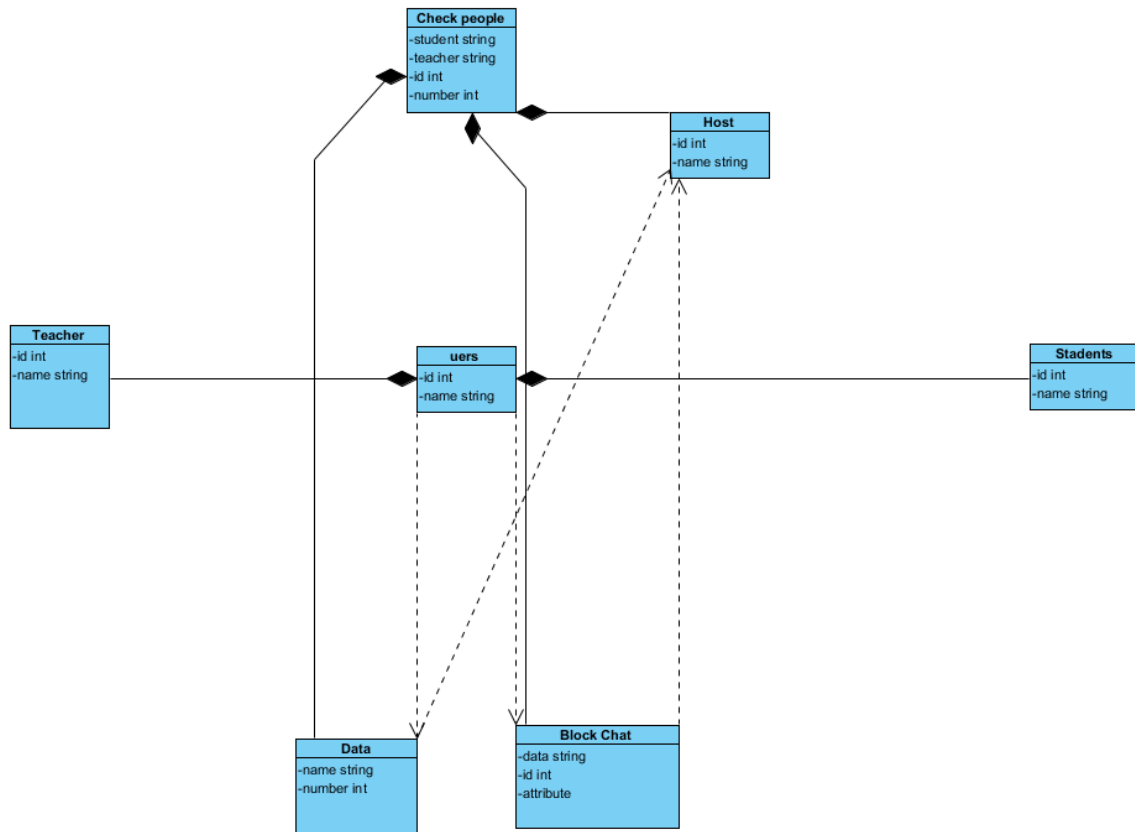 Check people
-student string
-teacher string
-id int
-number int
Host
-id int
-name string
Teacher
-id int
-name string
uers
-id int
-name string
Stadents
-id int
-name string
Data
-name string
-number int
Block Chat
-data string
-id int
-attribute